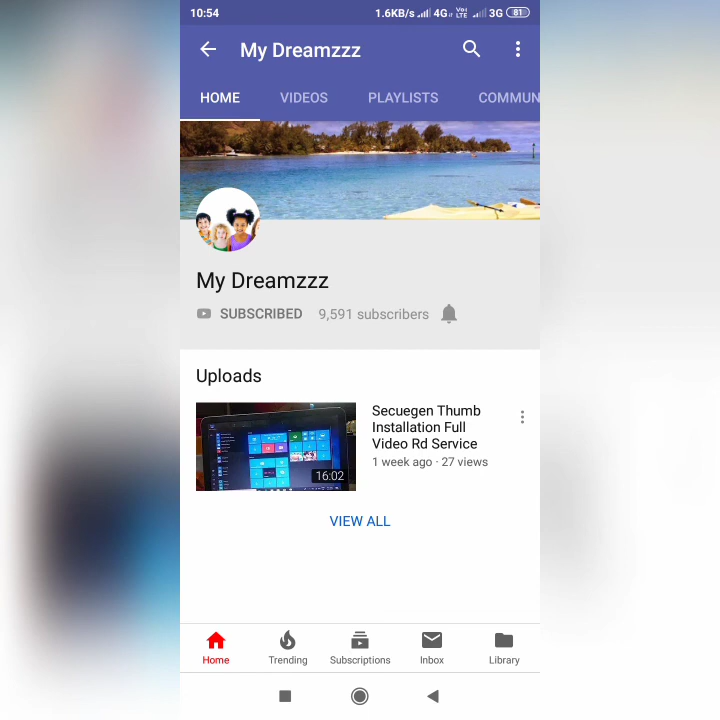 10:54 1.6KB/s 4G VoLTE 3G 81
My Dreamzzz
HOME VIDEOS PLAYLISTS COMMUN
My Dreamzzz
SUBSCRIBED 9,591 subscribers
Uploads
Secuegen Thumb
Installation Full
Video Rd Service
1 week ago · 27 views
16:02
VIEW ALL
Home Trending Subscriptions Inbox Library